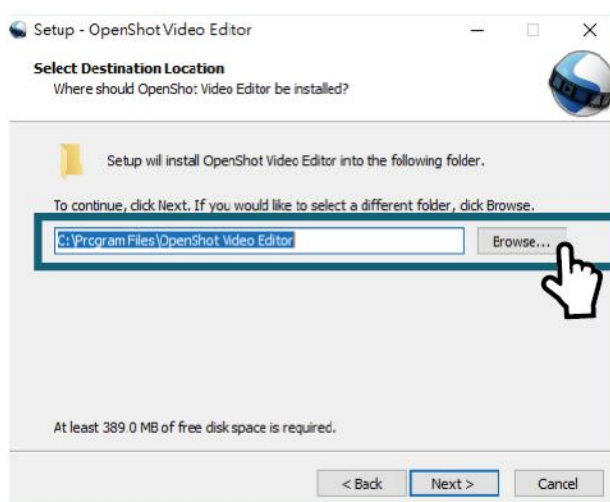 Setup - OpenShot Video Editor
Select Destination Location
Where should OpenShot Video Editor be installed?
Setup will install OpenShot Video Editor into the following folder.
To continue, click Next. If you would like to select a different folder, click Browse.
C:\Program Files\OpenShot Video Editor Browse...
At least 389.0 MB of free disk space is required.
< Back Next > Cancel